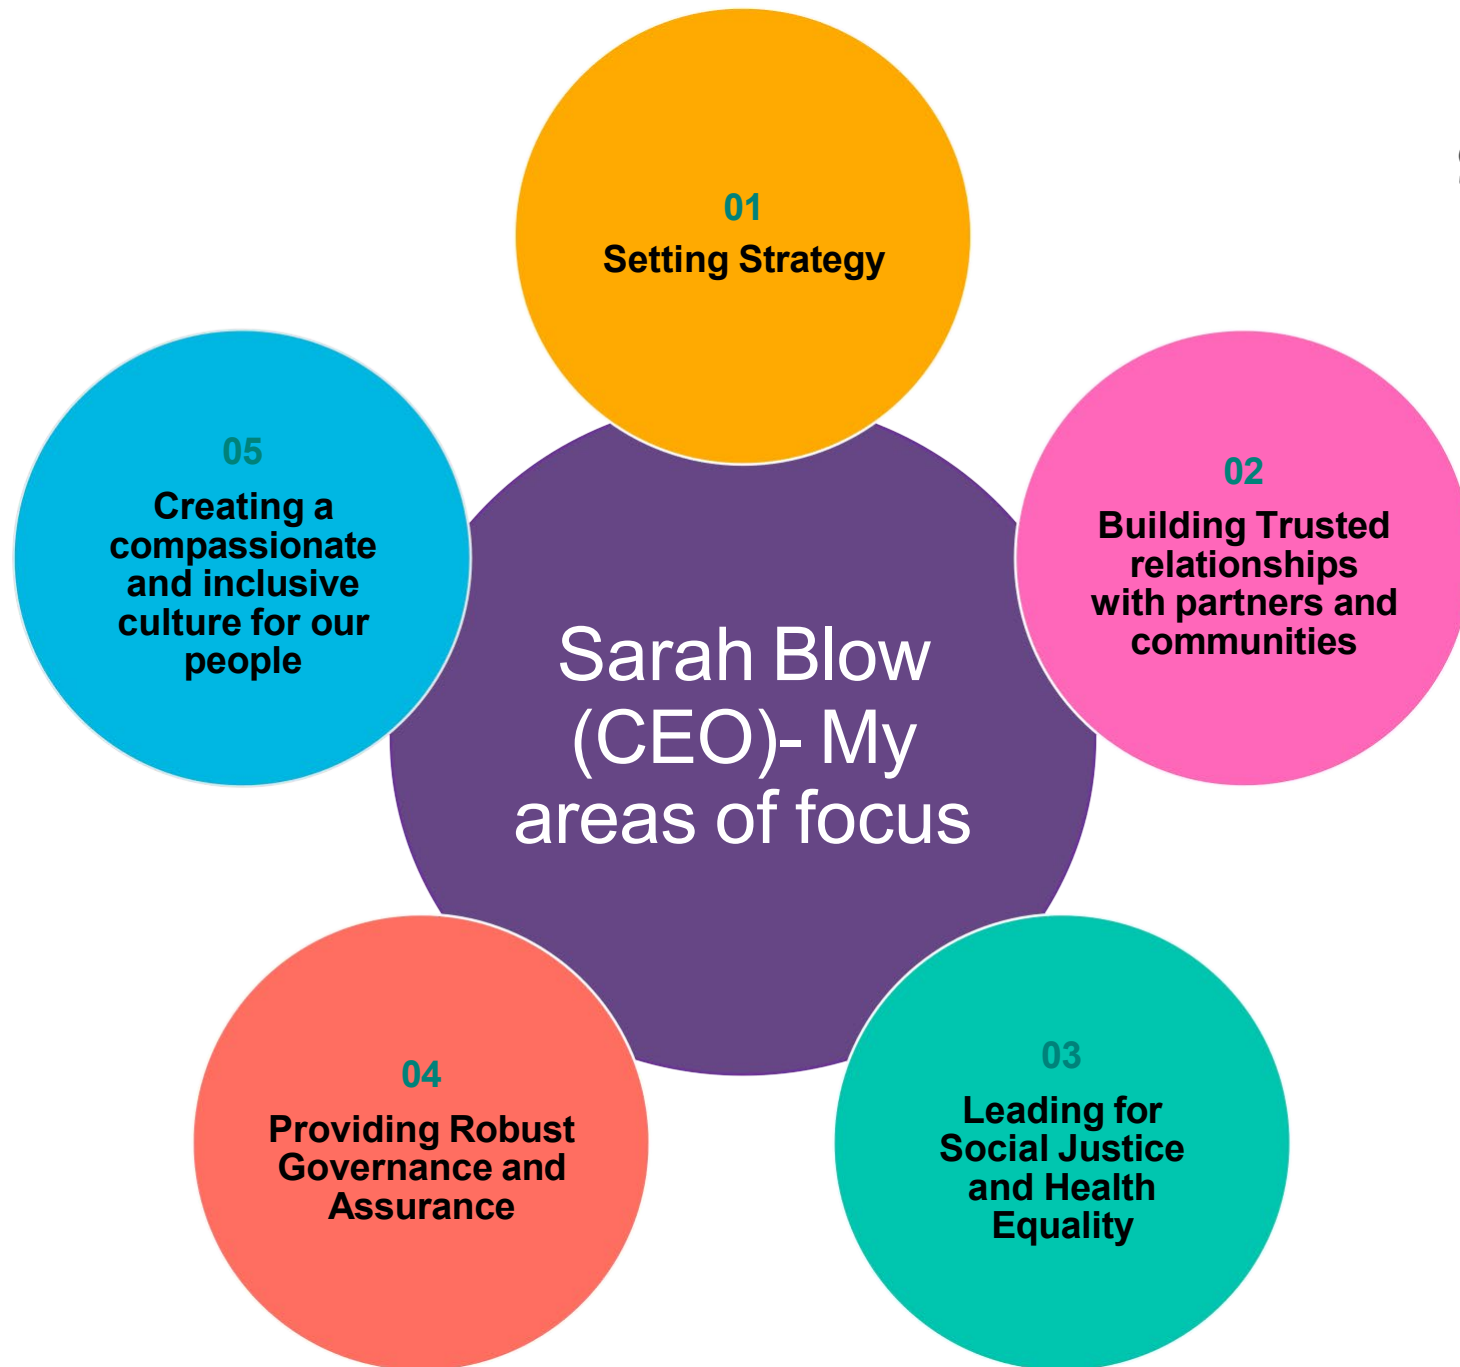 01
Setting Strategy
02
Building Trusted
relationships
with partners and
communities
03
Leading for
Social Justice
and Health
Equality
04
Providing Robust
Governance and
Assurance
05
Creating a
compassionate
and inclusive
culture for our
people
Sarah Blow
(CEO)- My
areas of focus